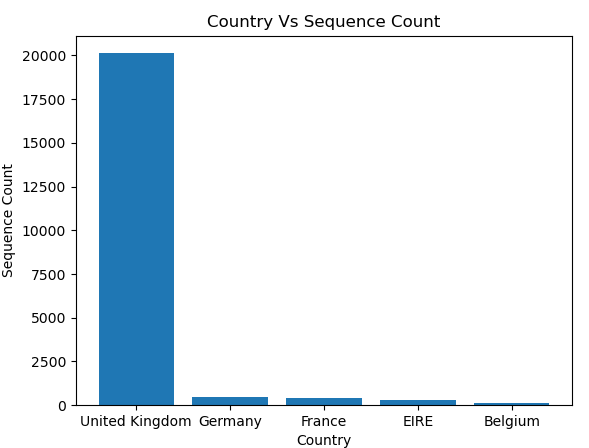 Country Vs Sequence Count
Sequence Count
20000
17500
15000
12500
10000
7500
5000
2500
0
United Kingdom Germany France EIRE Belgium
Country